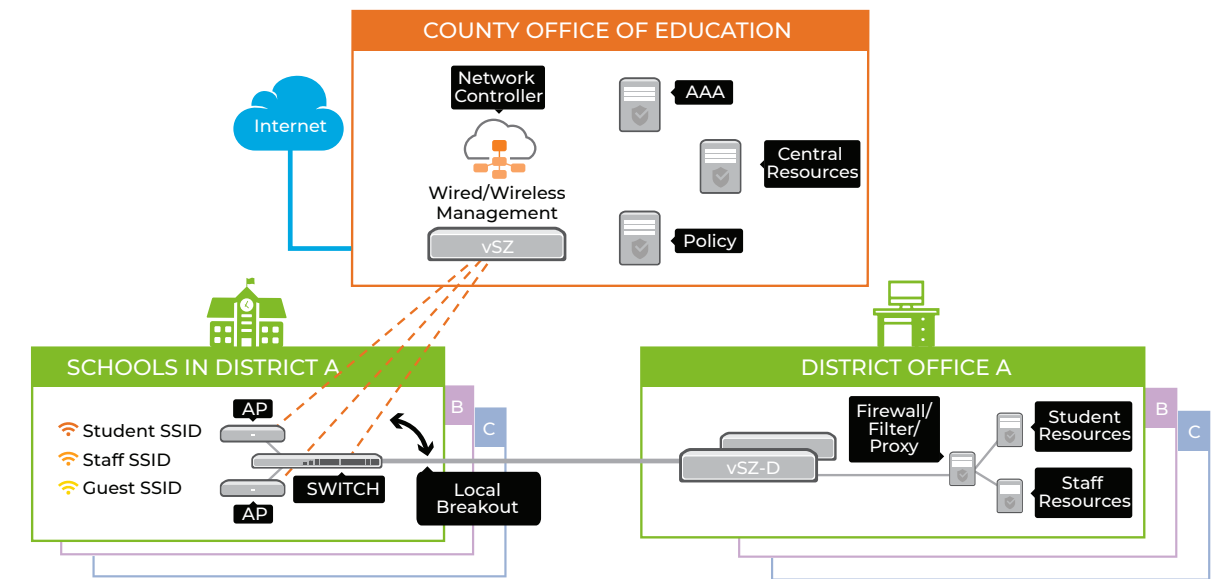 COUNTY OFFICE OF EDUCATION
Network
Controller
AAA
Internet
Central
Resources
Wired/Wireless
Management
Policy
vSZ
SCHOOLS IN DISTRICT A
DISTRICT OFFICE A
AP
Student SSID
Staff SSID
Guest SSID
SWITCH
AP
Local
Breakout
B
C
vSZ-D
Firewall/
Filter/
Proxy
Student
Resources
Staff
Resources
B
C